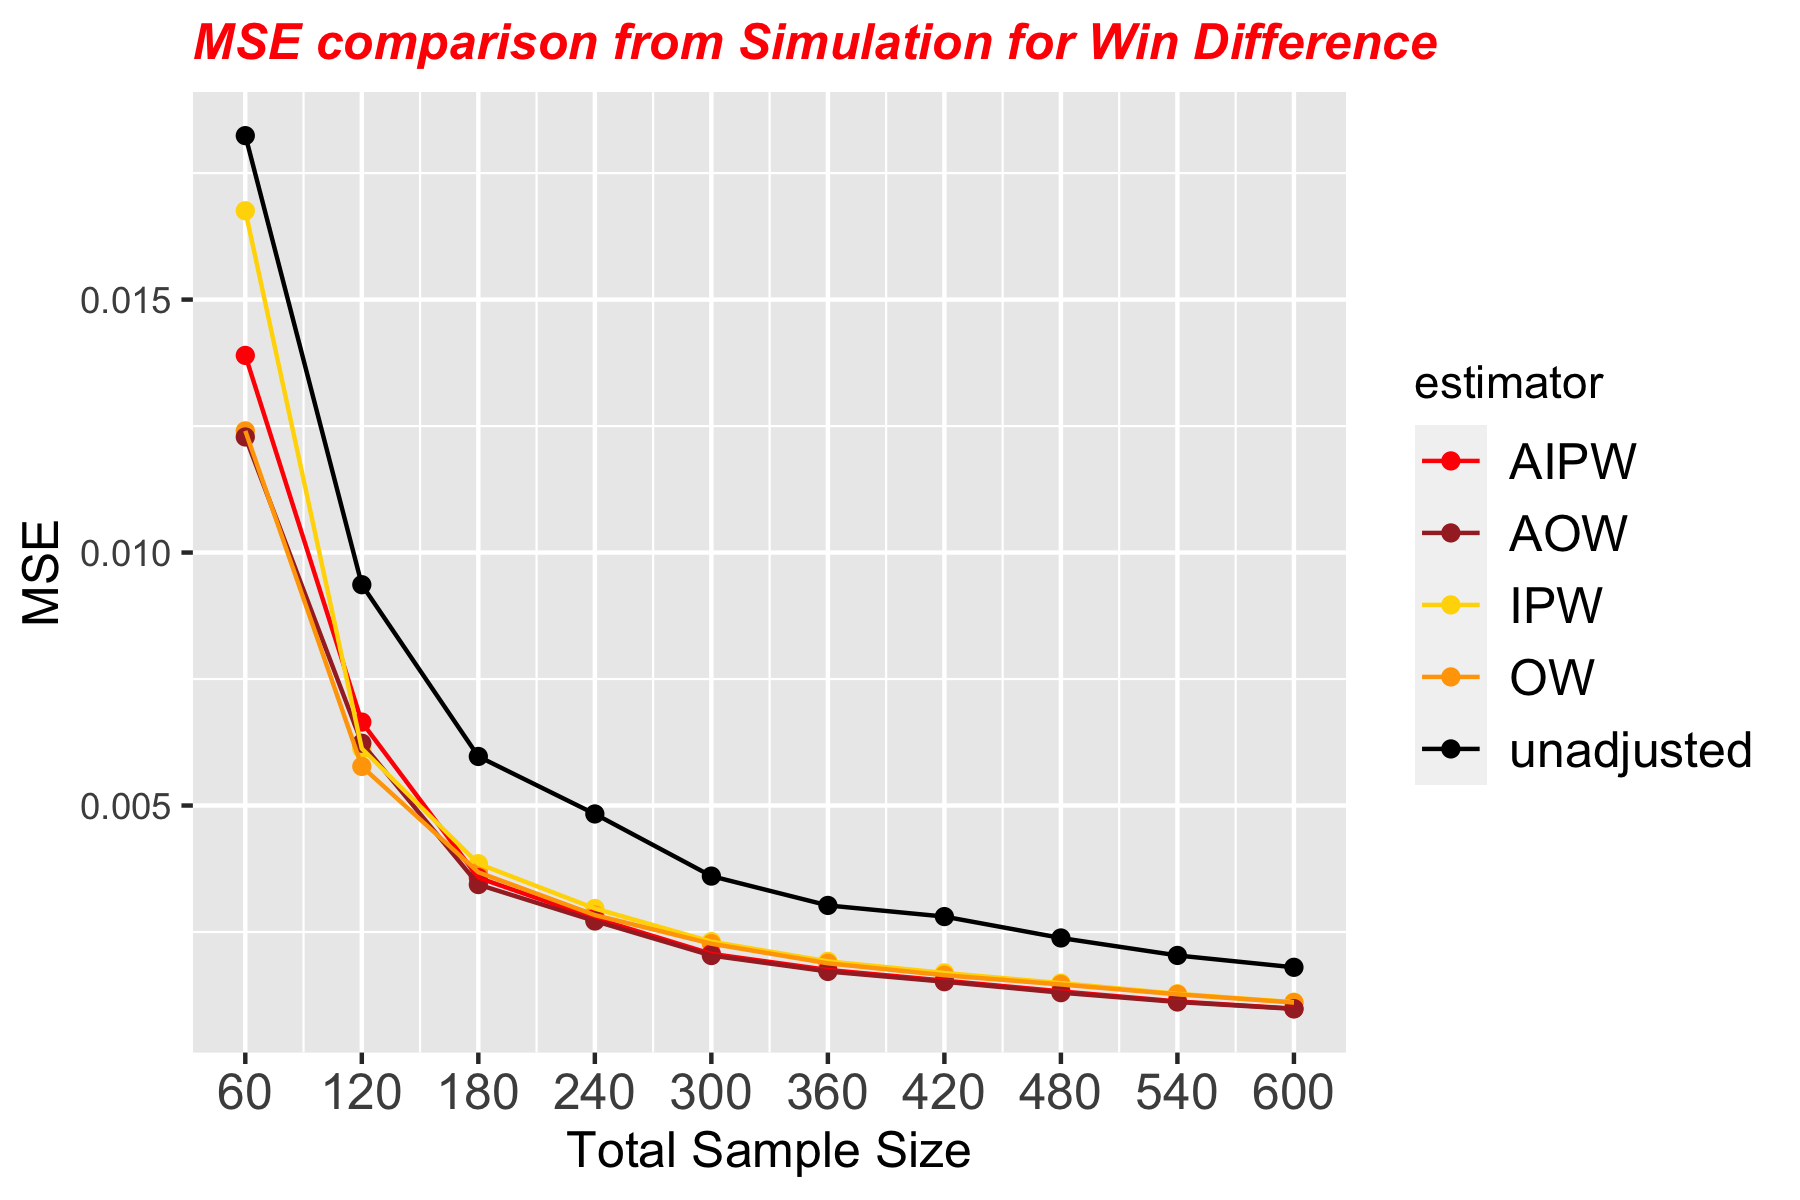 MSE comparison from Simulation for Win Difference
MSE
0.015
0.010
0.005
60 120 180 240 300 360 420 480 540 600
Total Sample Size
estimator
AIPW
AOW
IPW
OW
unadjusted